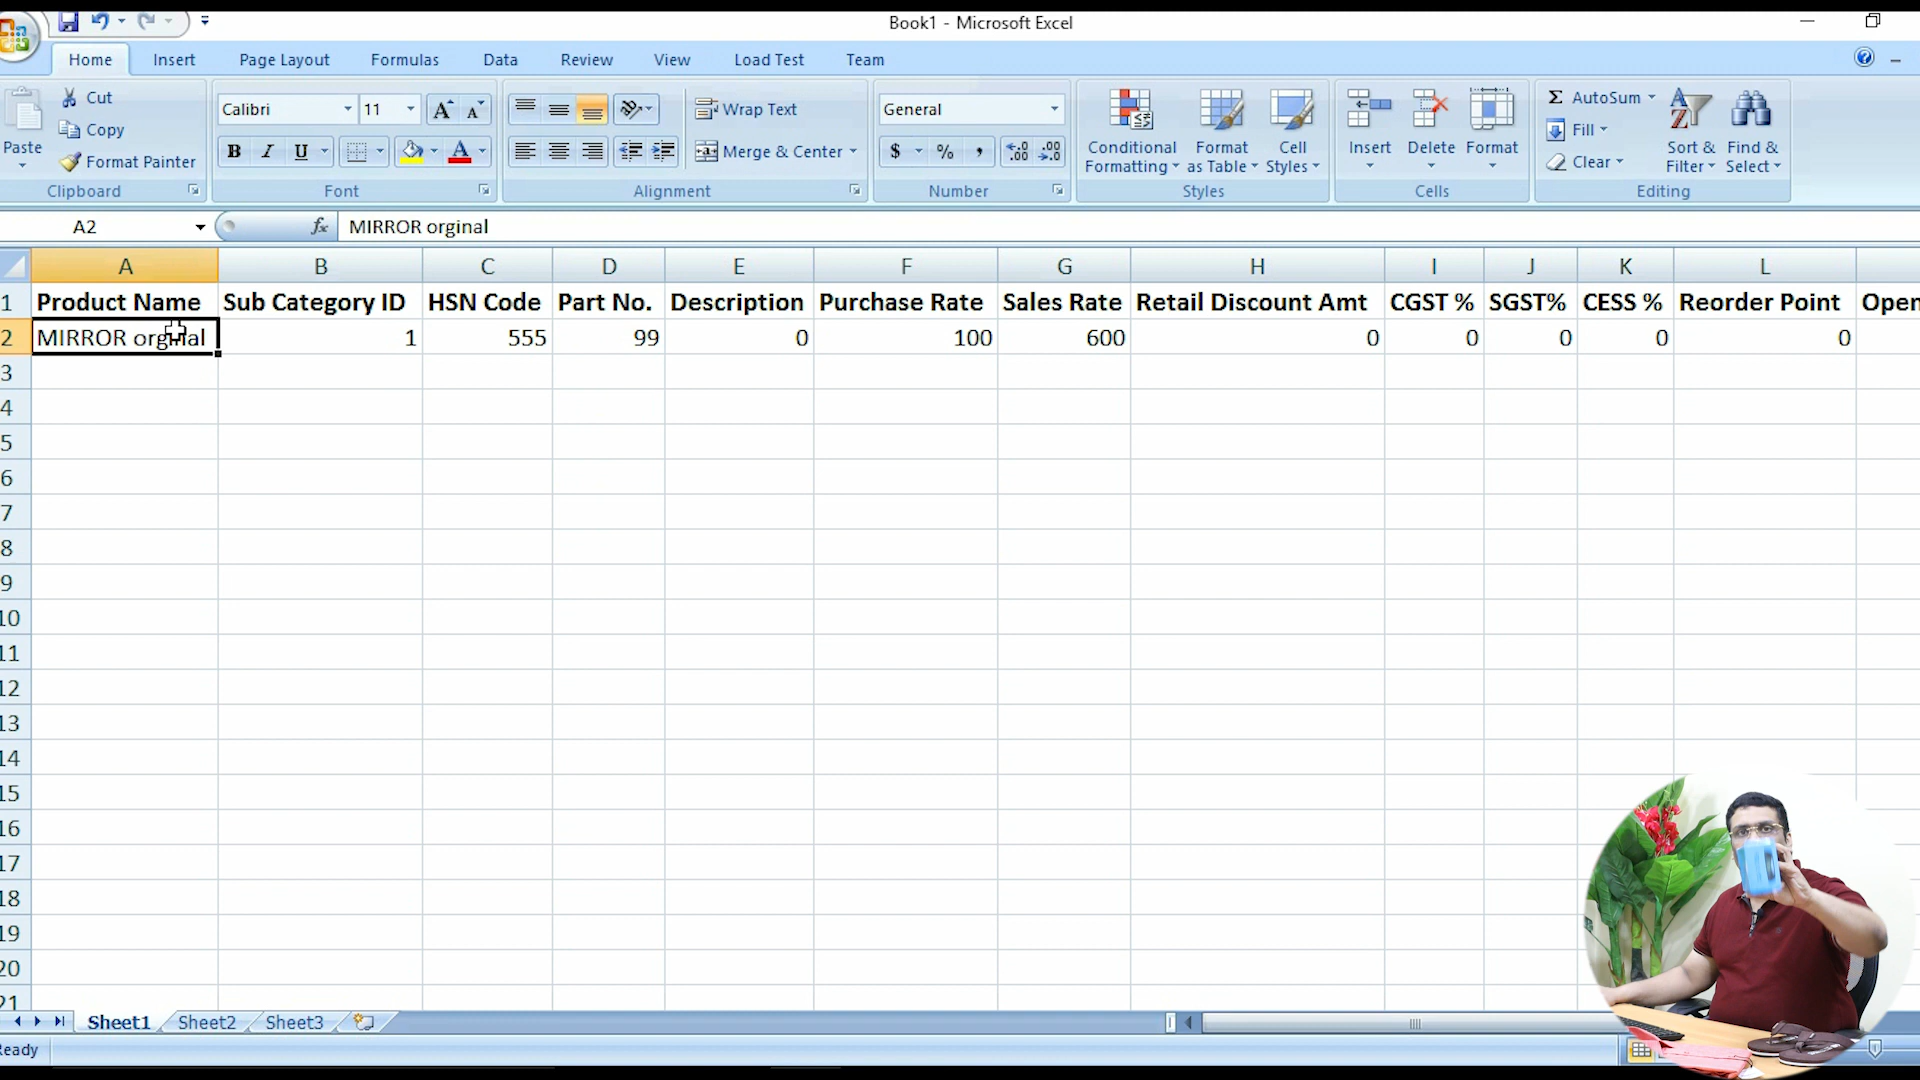 Book1 - Microsoft Excel
Home Insert Page Layout Formulas Data Review View Load Test Team
Cut
Copy
Format Painter
Paste
Clipboard
Calibri 11
B I U A
Font
Wrap Text
Merge & Center
Alignment
General
$ % ,
Number
Conditional Formatting
Format as Table
Cell Styles
Styles
Insert Delete Format
Cells
Σ AutoSum
Fill
Clear
Sort & Filter
Find & Select
Editing
A2 fx MIRROR orginal
A B C D E F G H I J K L
1 Product Name Sub Category ID HSN Code Part No. Description Purchase Rate Sales Rate Retail Discount Amt CGST % SGST% CESS % Reorder Point Open
2 MIRROR orginal 1 555 99 0 100 600 0 0 0 0 0
3
4
5
6
7
8
9
10
11
12
13
14
15
16
17
18
19
20
21
Sheet1 Sheet2 Sheet3
Ready